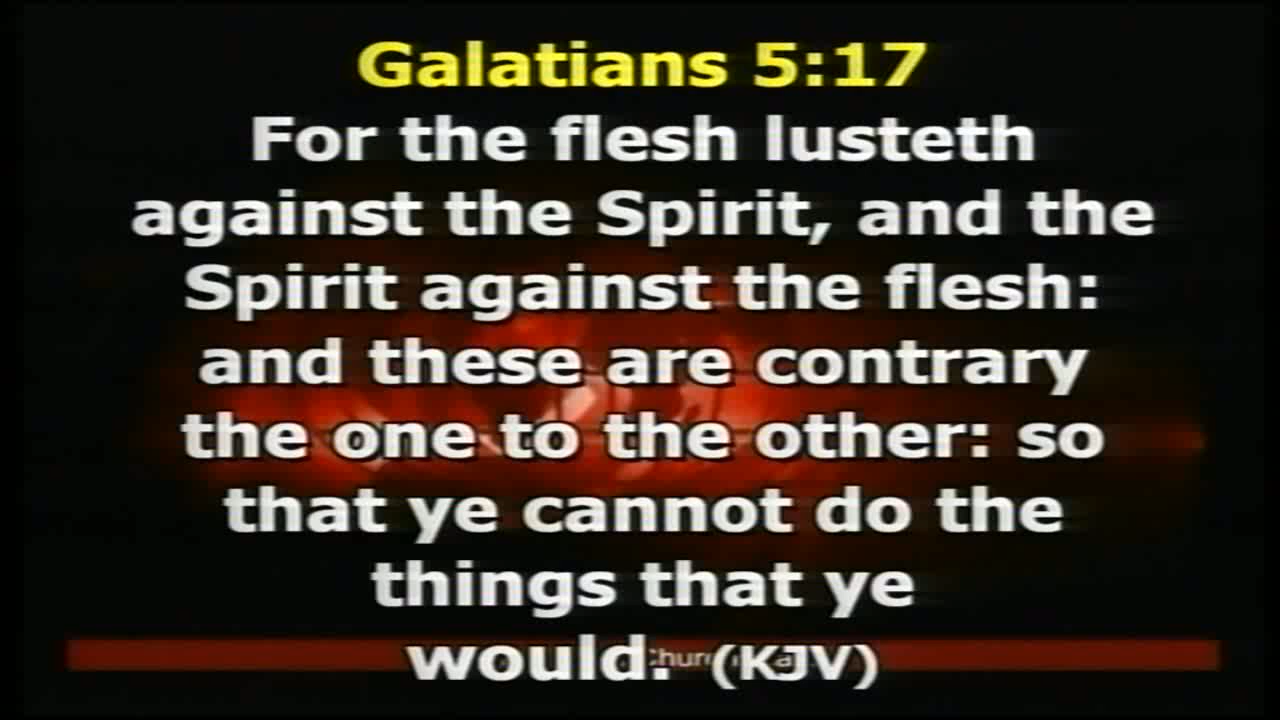 Galatians 5:17
For the flesh lusteth
against the Spirit, and the
Spirit against the flesh:
and these are contrary
the one to the other: so
that ye cannot do the
things that ye
would. (KJV)